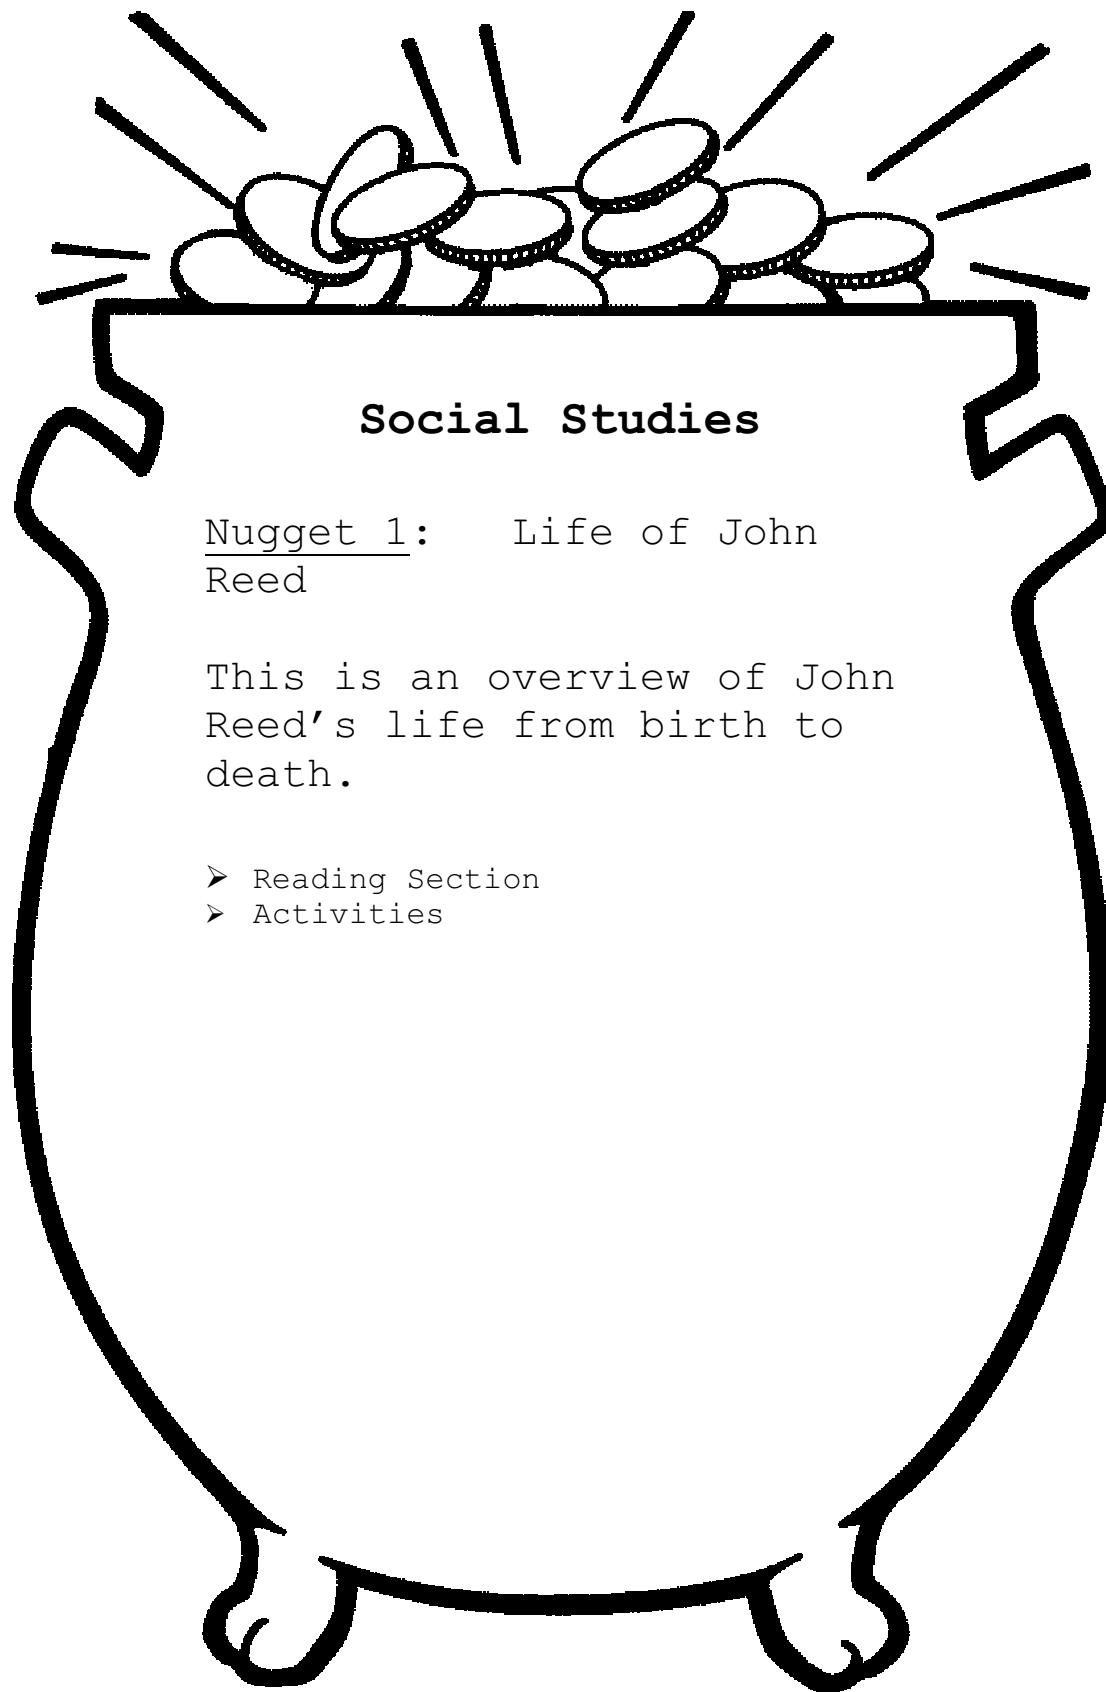 Social Studies
Nugget 1:   Life of John
Reed
This is an overview of John
Reed’s life from birth to
death.
➢ Reading Section
➢ Activities